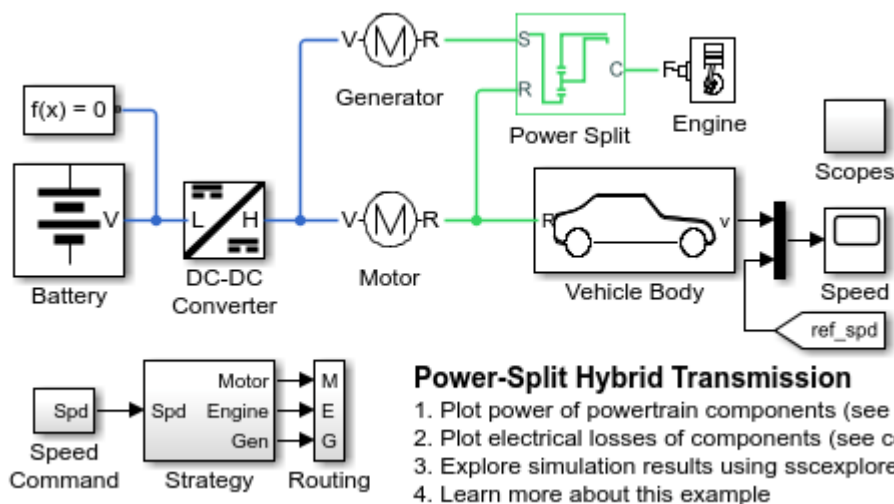 V M R
Generator
S
R
C
Power Split
F
Engine
f(x) = 0
Scopes
V
Battery
L H
DC-DC
Converter
V M R
Motor
R
v
Vehicle Body
Speed
ref_spd
Spd
Speed
Command
Spd
Motor
Engine
Gen
Strategy
M
E
G
Routing
Power-Split Hybrid Transmission
1. Plot power of powertrain components (see
2. Plot electrical losses of components (see c
3. Explore simulation results using sscexplore
4. Learn more about this example